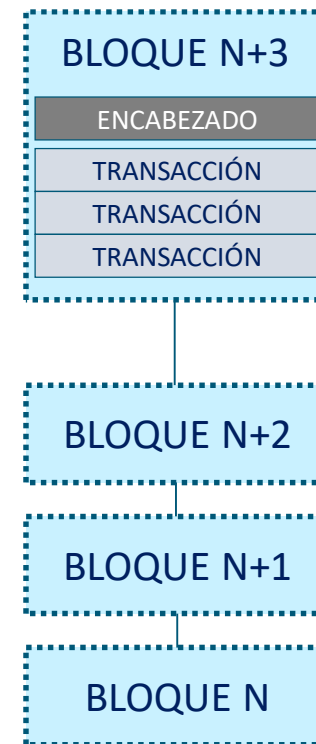 BLOQUE N+3
ENCABEZADO
TRANSACCIÓN
TRANSACCIÓN
TRANSACCIÓN
BLOQUE N+2
BLOQUE N+1
BLOQUE N